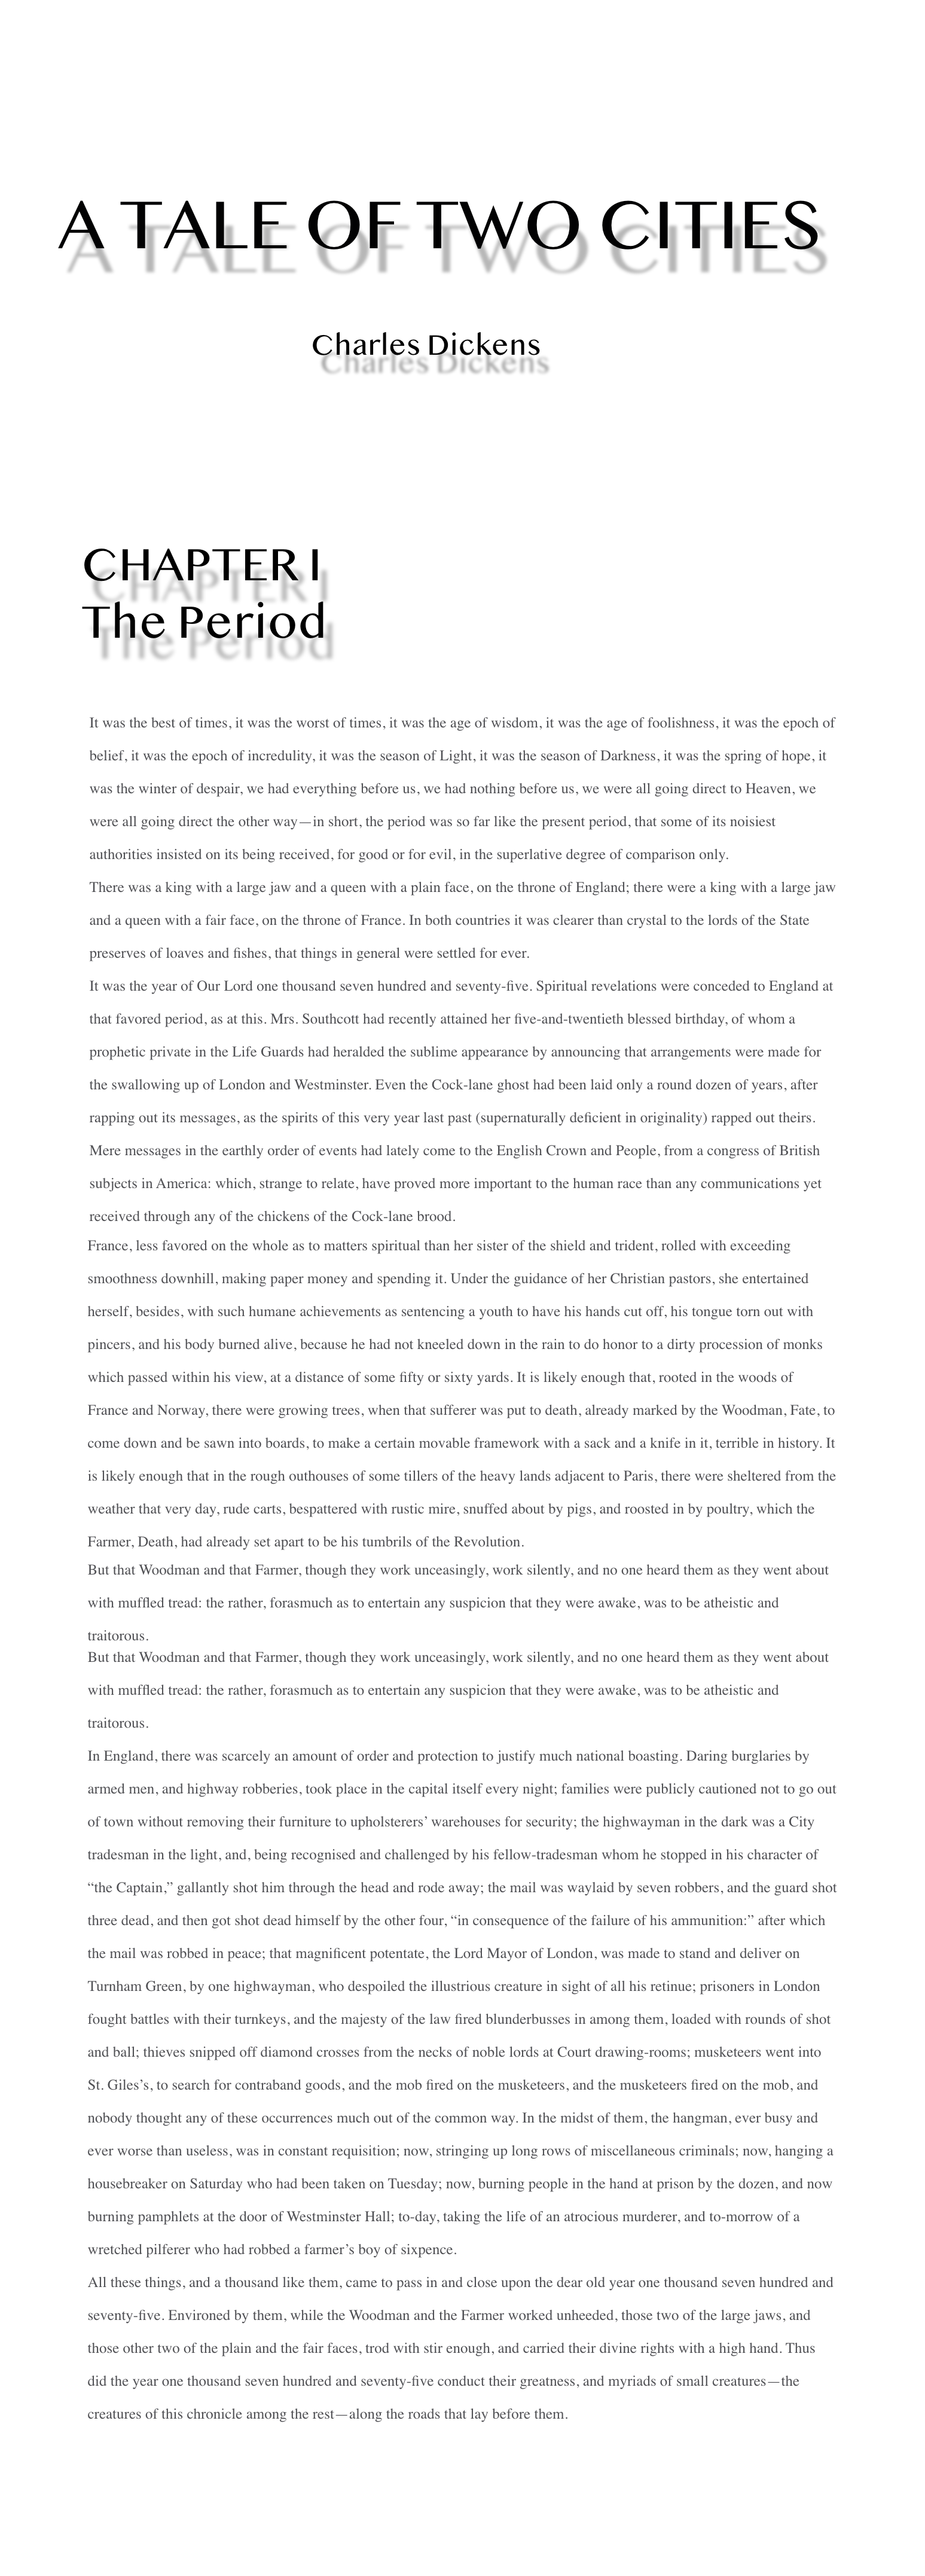 A TALE OF TWO CITIES
Charles Dickens
CHAPTER I
The Period
It was the best of times, it was the worst of times, it was the age of wisdom, it was the age of foolishness, it was the epoch of
belief, it was the epoch of incredulity, it was the season of Light, it was the season of Darkness, it was the spring of hope, it
was the winter of despair, we had everything before us, we had nothing before us, we were all going direct to Heaven, we
were all going direct the other way—in short, the period was so far like the present period, that some of its noisiest
authorities insisted on its being received, for good or for evil, in the superlative degree of comparison only.
There was a king with a large jaw and a queen with a plain face, on the throne of England; there were a king with a large jaw
and a queen with a fair face, on the throne of France. In both countries it was clearer than crystal to the lords of the State
preserves of loaves and fishes, that things in general were settled for ever.
It was the year of Our Lord one thousand seven hundred and seventy-five. Spiritual revelations were conceded to England at
that favored period, as at this. Mrs. Southcott had recently attained her five-and-twentieth blessed birthday, of whom a
prophetic private in the Life Guards had heralded the sublime appearance by announcing that arrangements were made for
the swallowing up of London and Westminster. Even the Cock-lane ghost had been laid only a round dozen of years, after
rapping out its messages, as the spirits of this very year last past (supernaturally deficient in originality) rapped out theirs.
Mere messages in the earthly order of events had lately come to the English Crown and People, from a congress of British
subjects in America: which, strange to relate, have proved more important to the human race than any communications yet
received through any of the chickens of the Cock-lane brood.
France, less favored on the whole as to matters spiritual than her sister of the shield and trident, rolled with exceeding
smoothness downhill, making paper money and spending it. Under the guidance of her Christian pastors, she entertained
herself, besides, with such humane achievements as sentencing a youth to have his hands cut off, his tongue torn out with
pincers, and his body burned alive, because he had not kneeled down in the rain to do honor to a dirty procession of monks
which passed within his view, at a distance of some fifty or sixty yards. It is likely enough that, rooted in the woods of
France and Norway, there were growing trees, when that sufferer was put to death, already marked by the Woodman, Fate, to
come down and be sawn into boards, to make a certain movable framework with a sack and a knife in it, terrible in history. It
is likely enough that in the rough outhouses of some tillers of the heavy lands adjacent to Paris, there were sheltered from the
weather that very day, rude carts, bespattered with rustic mire, snuffed about by pigs, and roosted in by poultry, which the
Farmer, Death, had already set apart to be his tumbrils of the Revolution.
But that Woodman and that Farmer, though they work unceasingly, work silently, and no one heard them as they went about
with muffled tread: the rather, forasmuch as to entertain any suspicion that they were awake, was to be atheistic and
traitorous.
But that Woodman and that Farmer, though they work unceasingly, work silently, and no one heard them as they went about
with muffled tread: the rather, forasmuch as to entertain any suspicion that they were awake, was to be atheistic and
traitorous.
In England, there was scarcely an amount of order and protection to justify much national boasting. Daring burglaries by
armed men, and highway robberies, took place in the capital itself every night; families were publicly cautioned not to go out
of town without removing their furniture to upholsterers’ warehouses for security; the highwayman in the dark was a City
tradesman in the light, and, being recognised and challenged by his fellow-tradesman whom he stopped in his character of
“the Captain,” gallantly shot him through the head and rode away; the mail was waylaid by seven robbers, and the guard shot
three dead, and then got shot dead himself by the other four, “in consequence of the failure of his ammunition:” after which
the mail was robbed in peace; that magnificent potentate, the Lord Mayor of London, was made to stand and deliver on
Turnham Green, by one highwayman, who despoiled the illustrious creature in sight of all his retinue; prisoners in London
fought battles with their turnkeys, and the majesty of the law fired blunderbusses in among them, loaded with rounds of shot
and ball; thieves snipped off diamond crosses from the necks of noble lords at Court drawing-rooms; musketeers went into
St. Giles’s, to search for contraband goods, and the mob fired on the musketeers, and the musketeers fired on the mob, and
nobody thought any of these occurrences much out of the common way. In the midst of them, the hangman, ever busy and
ever worse than useless, was in constant requisition; now, stringing up long rows of miscellaneous criminals; now, hanging a
housebreaker on Saturday who had been taken on Tuesday; now, burning people in the hand at prison by the dozen, and now
burning pamphlets at the door of Westminster Hall; to-day, taking the life of an atrocious murderer, and to-morrow of a
wretched pilferer who had robbed a farmer’s boy of sixpence.
All these things, and a thousand like them, came to pass in and close upon the dear old year one thousand seven hundred and
seventy-five. Environed by them, while the Woodman and the Farmer worked unheeded, those two of the large jaws, and
those other two of the plain and the fair faces, trod with stir enough, and carried their divine rights with a high hand. Thus
did the year one thousand seven hundred and seventy-five conduct their greatness, and myriads of small creatures—the
creatures of this chronicle among the rest—along the roads that lay before them.